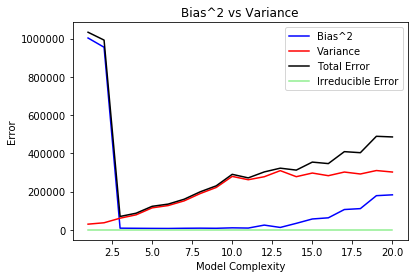 Bias^2 vs Variance
Bias^2
Variance
Total Error
Irreducible Error
Error
1000000
800000
600000
400000
200000
0
2.5 5.0 7.5 10.0 12.5 15.0 17.5 20.0
Model Complexity